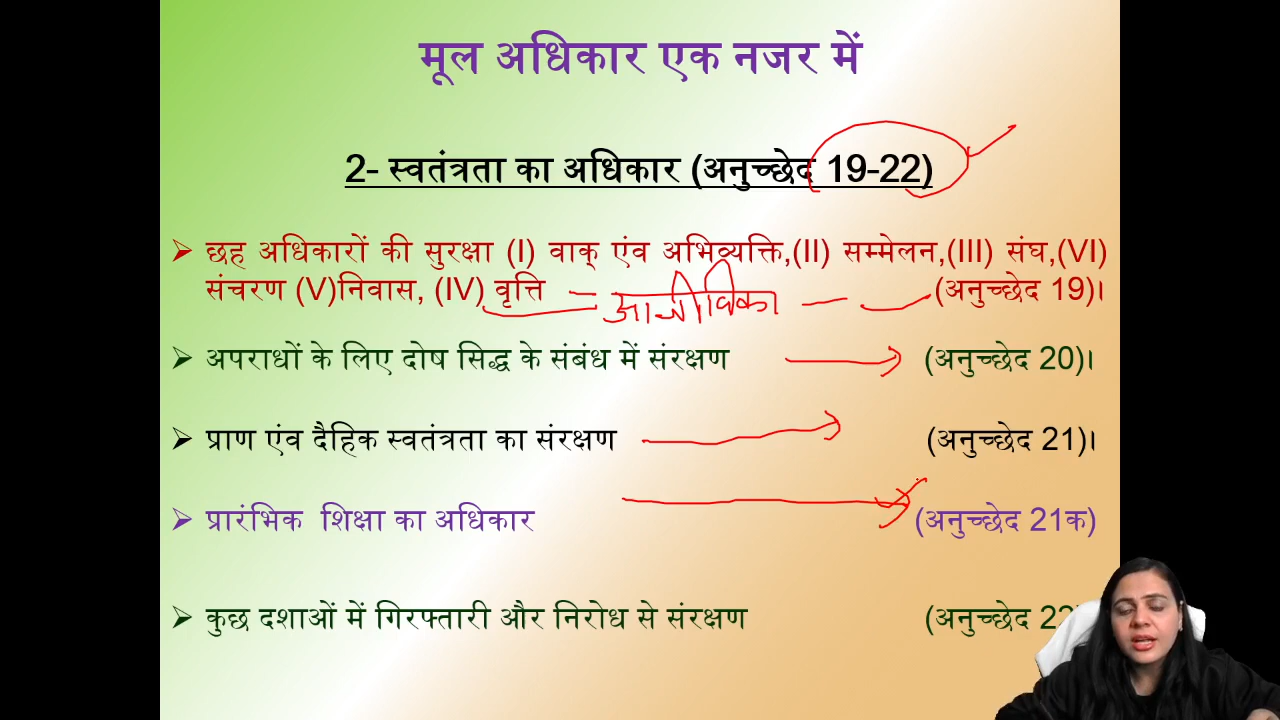 मूल अधिकार एक नजर में
2- स्वतंत्रता का अधिकार (अनुच्छेद 19-22)
➢ छह अधिकारों की सुरक्षा (I) वाक् एंव अभिव्यक्ति,(II) सम्मेलन,(III) संघ,(VI)
संचरण (V)निवास, (IV) वृत्ति – आजीविका (अनुच्छेद 19)।
➢ अपराधों के लिए दोष सिद्ध के संबंध में संरक्षण (अनुच्छेद 20)।
➢ प्राण एंव दैहिक स्वतंत्रता का संरक्षण (अनुच्छेद 21)।
➢ प्रारंभिक शिक्षा का अधिकार (अनुच्छेद 21क)
➢ कुछ दशाओं में गिरफ्तारी और निरोध से संरक्षण (अनुच्छेद